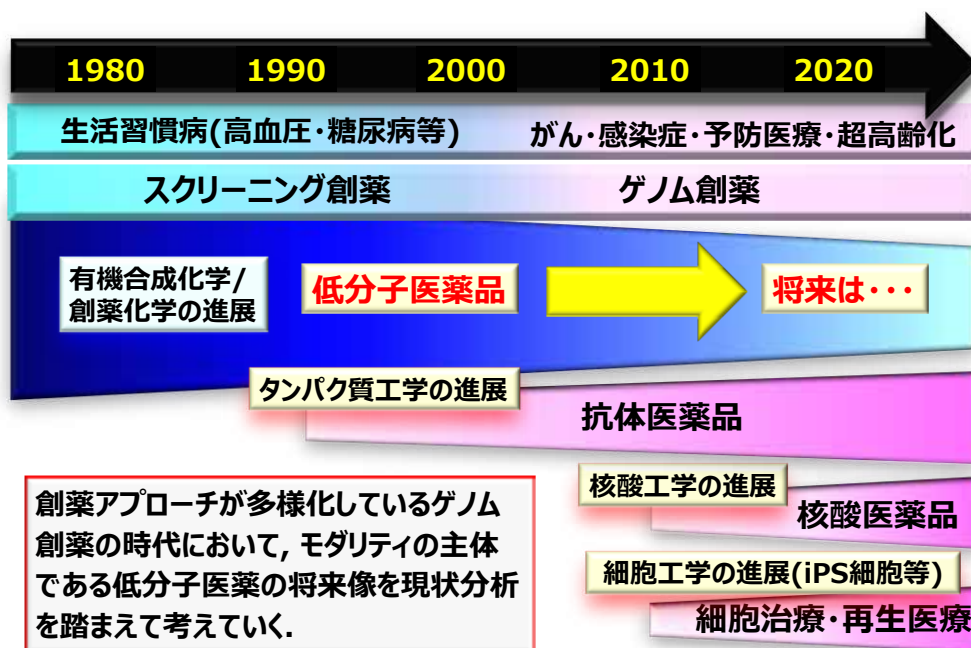 1980 1990 2000 2010 2020
生活習慣病(高血圧・糖尿病等) がん・感染症・予防医療・超高齢化
スクリーニング創薬 ゲノム創薬
有機合成化学/
創薬化学の進展
低分子医薬品
将来は・・・
タンパク質工学の進展
抗体医薬品
核酸工学の進展
核酸医薬品
細胞工学の進展(iPS細胞等)
細胞治療・再生医療
創薬アプローチが多様化しているゲノム
創薬の時代において, モダリティの主体
である低分子医薬の将来像を現状分析
を踏まえて考えていく.